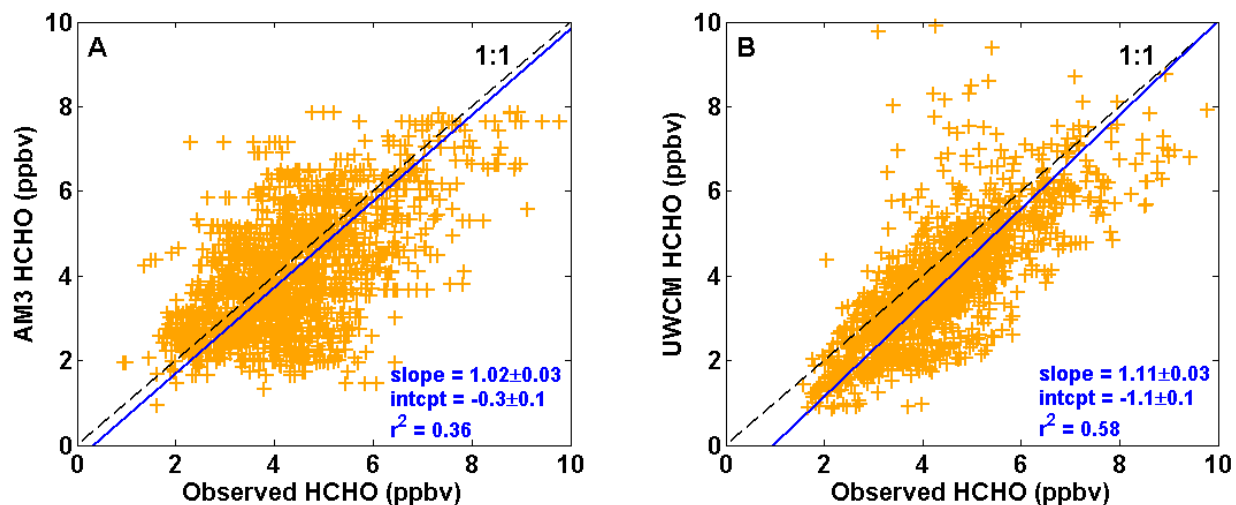 A
1:1
AM3 HCHO (ppbv)
10
8
6
4
2
0
slope = 1.02±0.03
intcpt = -0.3±0.1
r² = 0.36
0 2 4 6 8 10
Observed HCHO (ppbv)
B
1:1
UWCM HCHO (ppbv)
10
8
6
4
2
0
slope = 1.11±0.03
intcpt = -1.1±0.1
r² = 0.58
0 2 4 6 8 10
Observed HCHO (ppbv)